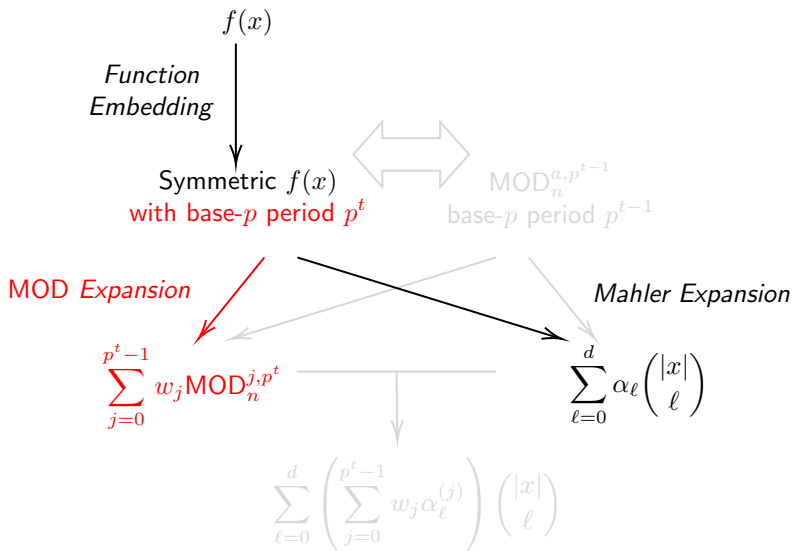 f(x)
Function
Embedding
Symmetric f(x)
with base-p period p^t
MOD_n^{a,p^{t-1}}
base-p period p^{t-1}
MOD Expansion
Mahler Expansion
\sum_{j=0}^{p^t-1} w_j MOD_n^{j,p^t}
\sum_{\ell=0}^{d} \alpha_\ell \binom{|x|}{\ell}
\sum_{\ell=0}^{d} \left( \sum_{j=0}^{p^t-1} w_j \alpha_\ell^{(j)} \right) \binom{|x|}{\ell}